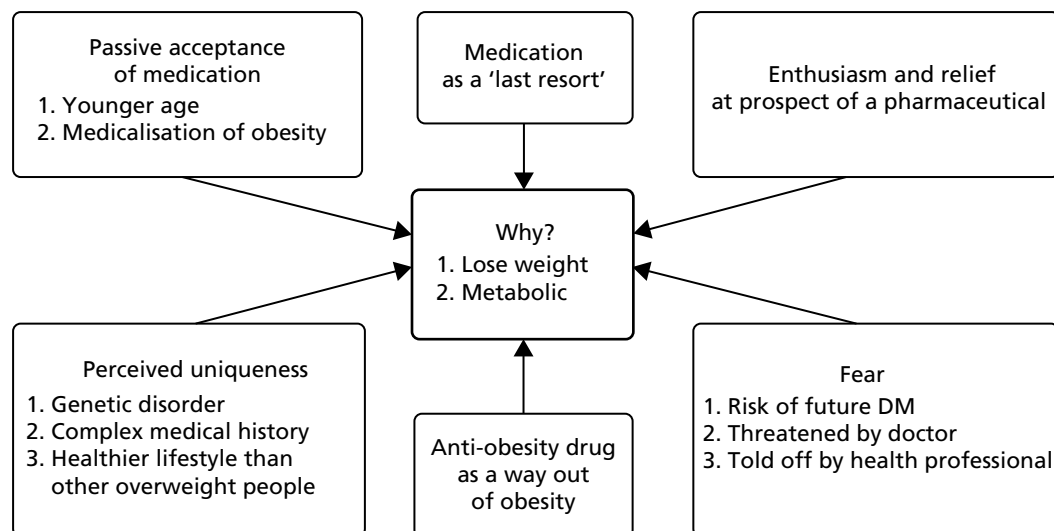 Passive acceptance
of medication
1. Younger age
2. Medicalisation of obesity
Medication
as a ‘last resort’
Enthusiasm and relief
at prospect of a pharmaceutical
Why?
1. Lose weight
2. Metabolic
Perceived uniqueness
1. Genetic disorder
2. Complex medical history
3. Healthier lifestyle than
other overweight people
Anti-obesity drug
as a way out
of obesity
Fear
1. Risk of future DM
2. Threatened by doctor
3. Told off by health professional